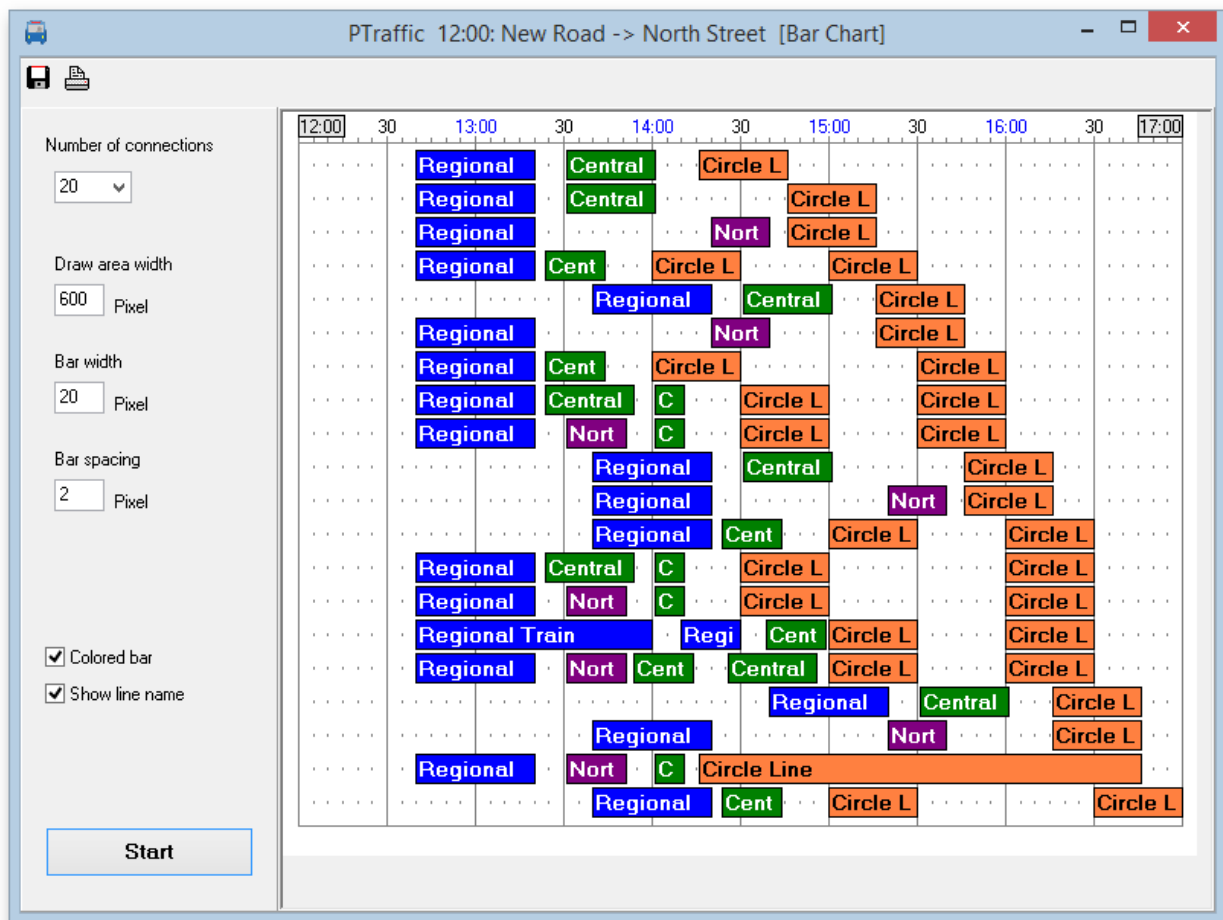 PTraffic 12:00: New Road -> North Street [Bar Chart]
Number of connections
20
Draw area width
600 Pixel
Bar width
20 Pixel
Bar spacing
2 Pixel
Colored bar
Show line name
Start
12:00 30 13:00 30 14:00 30 15:00 30 16:00 30 17:00
Regional Central Circle L
Regional Central Circle L
Regional Nort Circle L
Regional Cent Circle L Circle L
Regional Central Circle L
Regional Nort Circle L
Regional Cent Circle L Circle L
Regional Central C Circle L Circle L
Regional Nort C Circle L Circle L
Regional Central Circle L
Regional Nort Circle L
Regional Cent Circle L Circle L
Regional Central C Circle L Circle L
Regional Nort C Circle L Circle L
Regional Train Regi Cent Circle L Circle L
Regional Nort Cent Central Circle L Circle L
Regional Central Circle L
Regional Nort Circle L
Regional Nort C Circle Line
Regional Cent Circle L Circle L